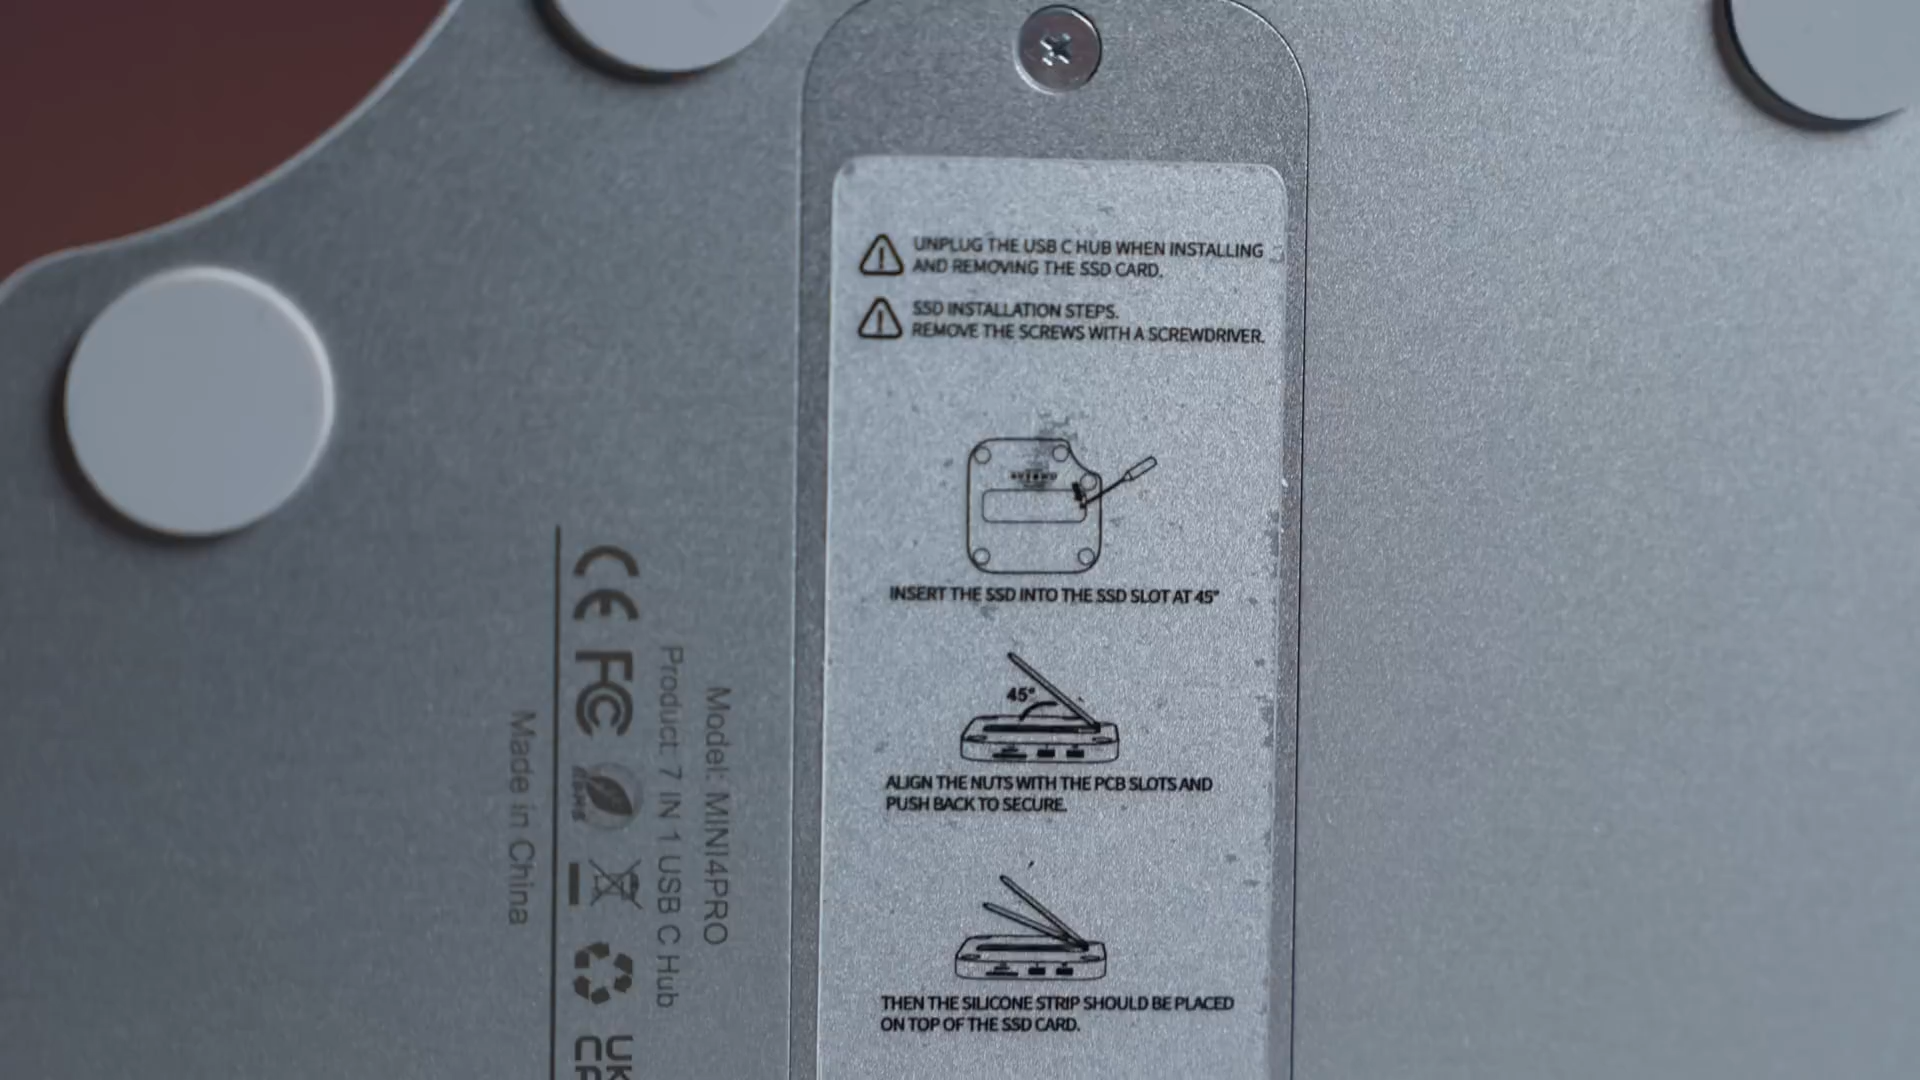 UNPLUG THE USB C HUB WHEN INSTALLING
AND REMOVING THE SSD CARD.
SSD INSTALLATION STEPS.
REMOVE THE SCREWS WITH A SCREWDRIVER.
INSERT THE SSD INTO THE SSD SLOT AT 45°
45°
ALIGN THE NUTS WITH THE PCB SLOTS AND
PUSH BACK TO SECURE.
THEN THE SILICONE STRIP SHOULD BE PLACED
ON TOP OF THE SSD CARD.
Model: MINI4PRO
Product: 7 IN 1 USB C Hub
CE FC RoHS UK
Made in China